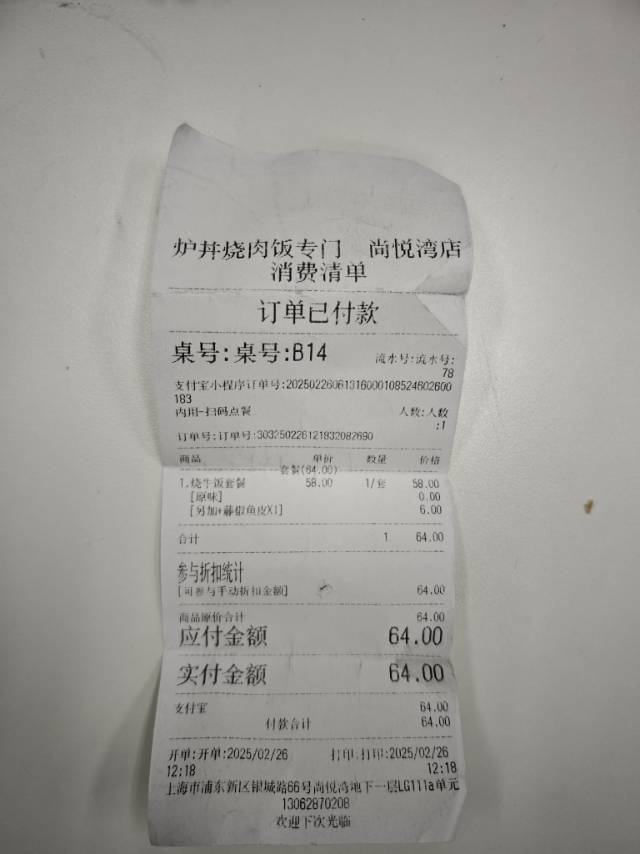 炉丼烧肉饭专门 尚悦湾店
消费清单
订单已付款
桌号:桌号:B14
流水号:流水号:
78
支付宝小程序订单号:20250226061316000108524602600
183
内用-扫码点餐
人数:人数
:1
订单号:订单号:303250226121832082690
商品 单价 数量 价格
套餐(64.00)
1.烧牛饭套餐 58.00 1/套 58.00
[原味] 0.00
[另加+藤椒鱼皮X1] 6.00
合计 1 64.00
参与折扣统计
[可参与手动折扣金额] 64.00
商品原价合计 64.00
应付金额 64.00
实付金额 64.00
支付宝 64.00
付款合计 64.00
开单:开单:2025/02/26 打印:打印:2025/02/26
12:18 12:18
上海市浦东新区银城路66号尚悦湾地下一层LG111a单元
13062870208
欢迎下次光临